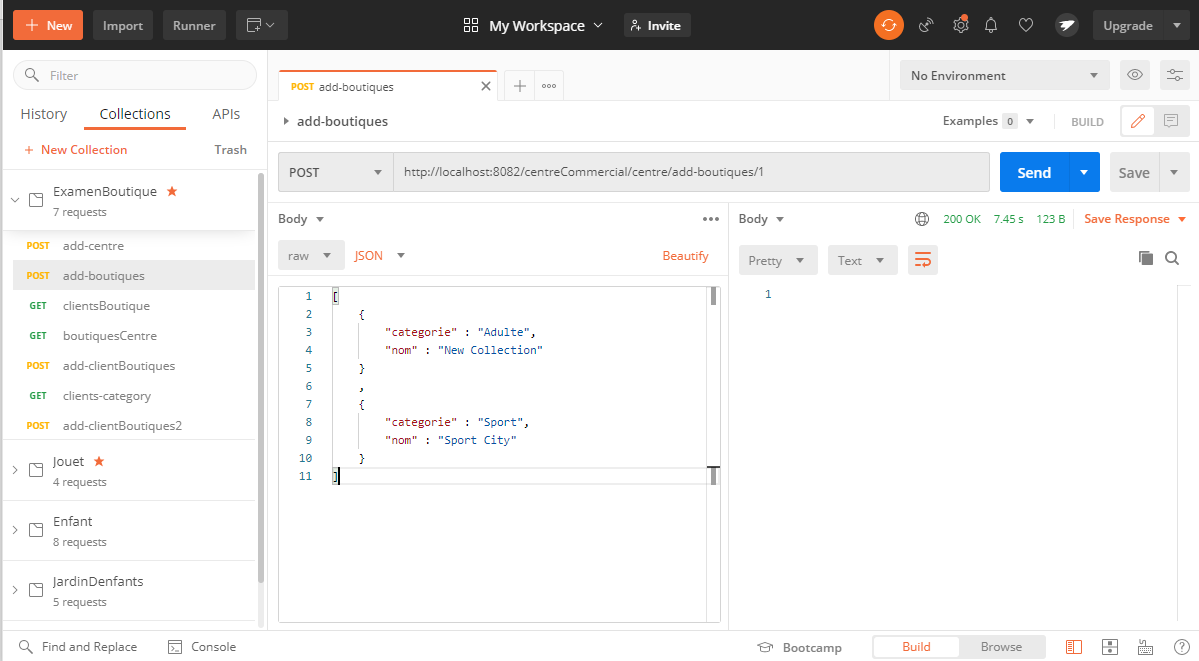 New Import Runner My Workspace Invite Upgrade
Filter
History Collections APIs
New Collection Trash
ExamenBoutique
7 requests
POST add-centre
POST add-boutiques
GET clientsBoutique
GET boutiquesCentre
POST add-clientBoutiques
GET clients-category
POST add-clientBoutiques2
Jouet
4 requests
Enfant
8 requests
JardinDenfants
5 requests
POST add-boutiques
No Environment
add-boutiques
Examples 0 BUILD
POST http://localhost:8082/centreCommercial/centre/add-boutiques/1 Send Save
Body
raw JSON Beautify
1 [
2 {
3 "categorie" : "Adulte",
4 "nom" : "New Collection"
5 }
6 ,
7 {
8 "categorie" : "Sport",
9 "nom" : "Sport City"
10 }
11 ]
Body 200 OK 7.45 s 123 B Save Response
Pretty Text
1
Find and Replace Console Bootcamp Build Browse